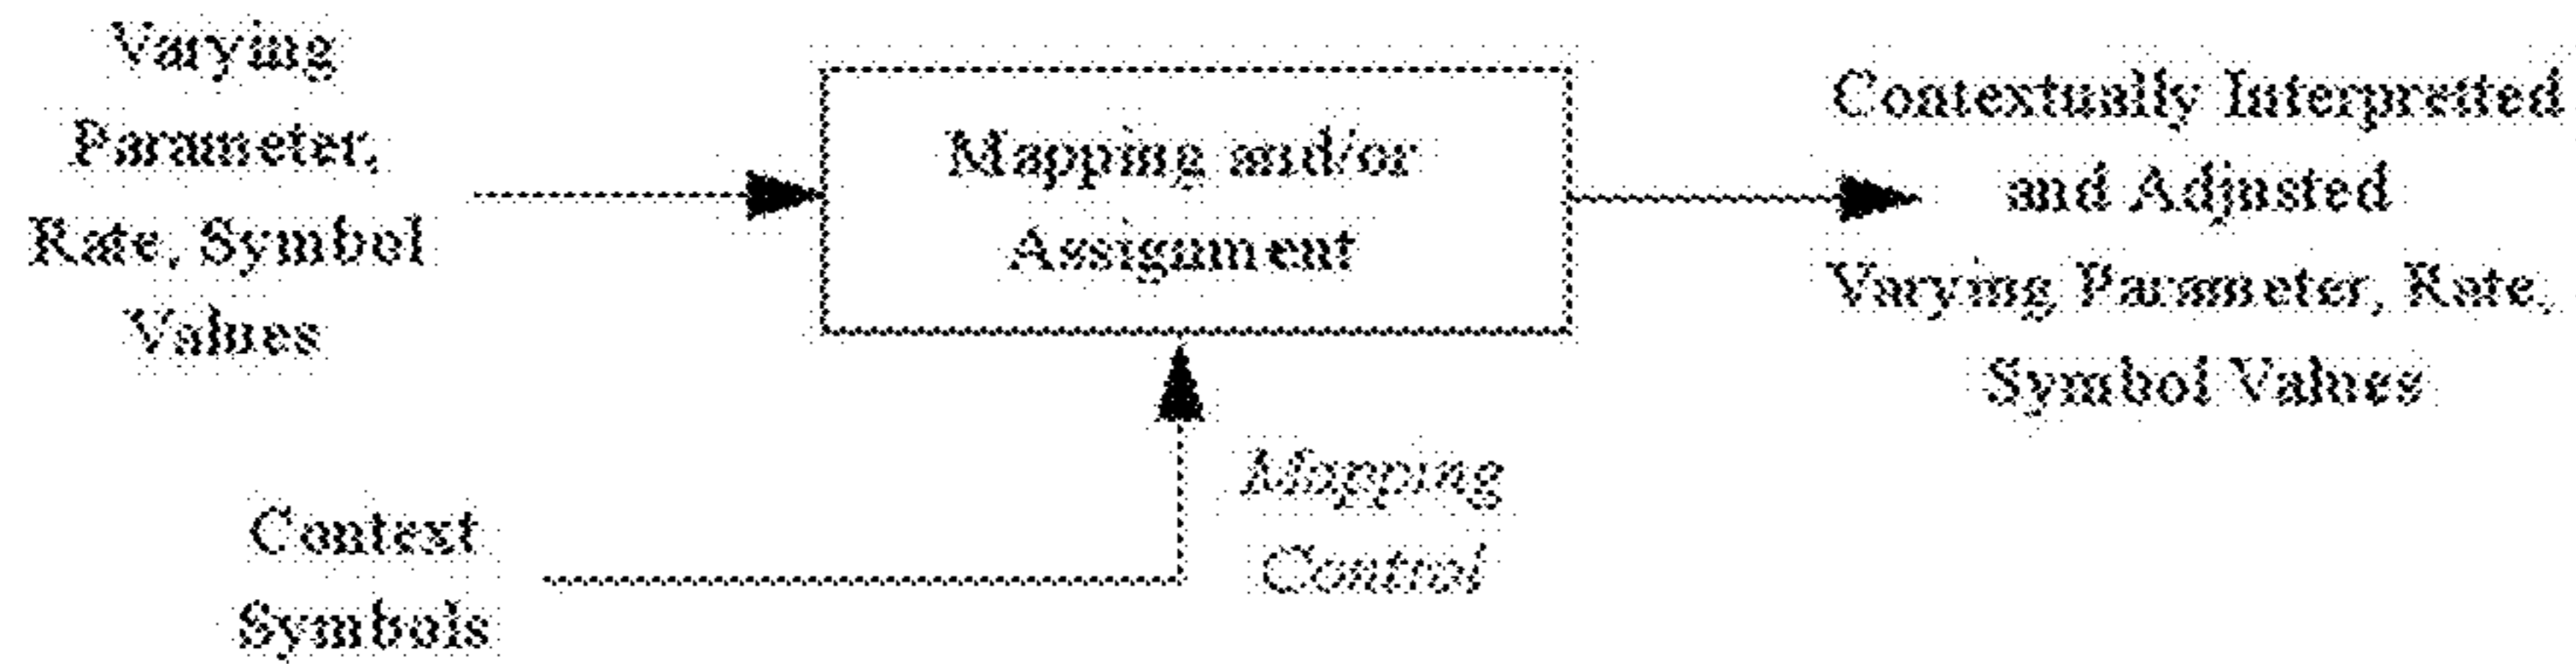 Varying
Parameter,
Rate, Symbol
Values
Mapping and/or
Assignment
Contextually Interpretted
and Adjusted
Varying Parameter, Rate,
Symbol Values
Context
Symbols
Mapping
Control